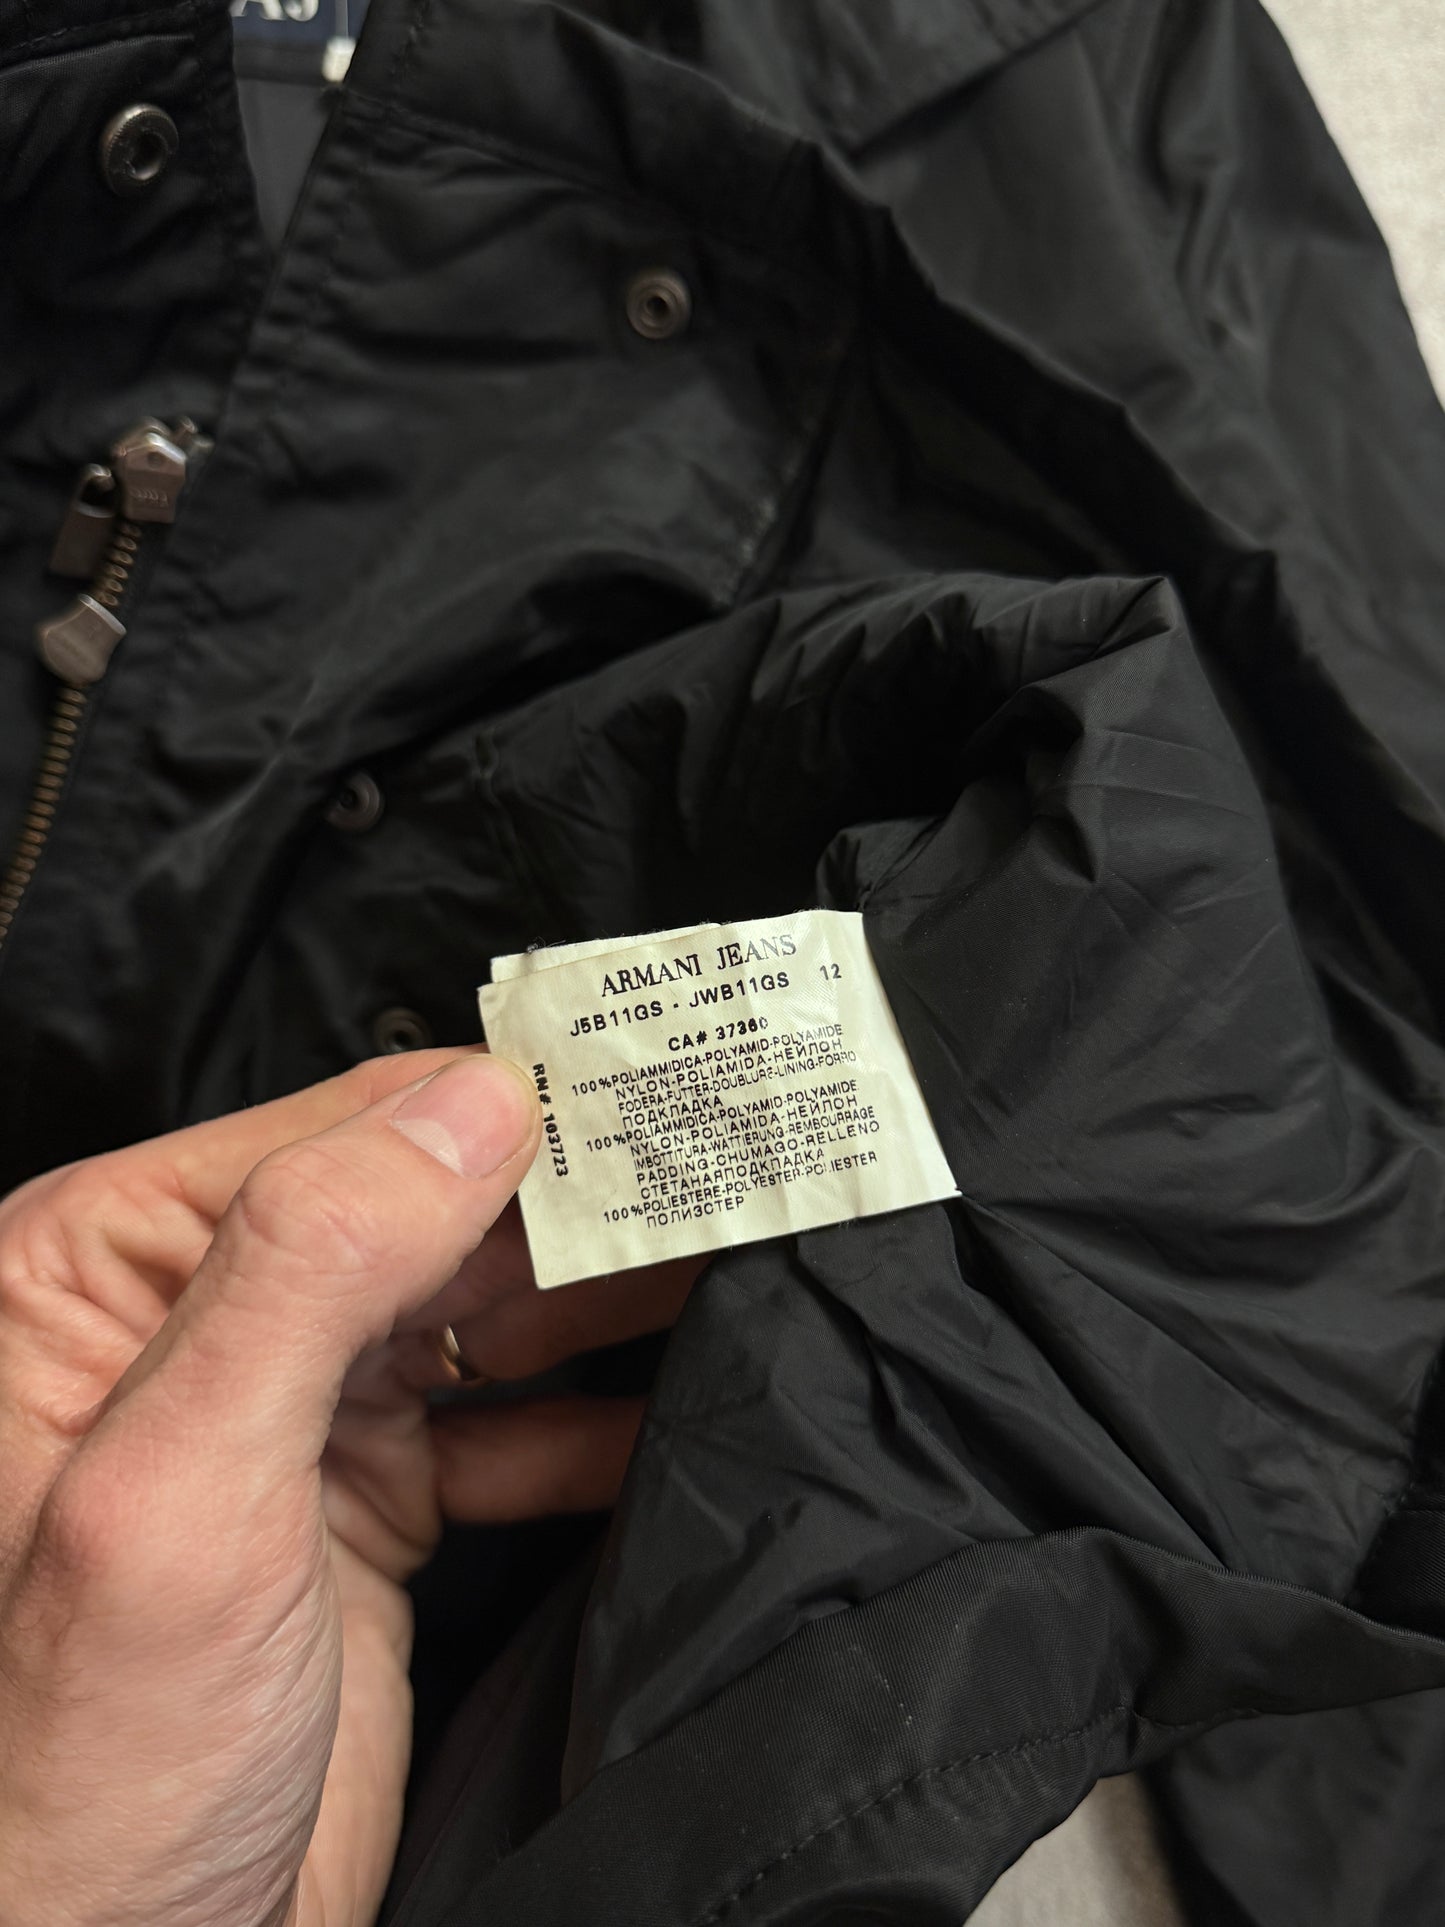 AJ
ARMANI JEANS
J5B11GS - JWB11GS 12
CA# 37360
100%POLIAMMIDICA-POLYAMID-POLYAMIDE
NYLON-POLIAMIDA-НЕЙЛОН
FODERA-FUTTER-DOUBLURE-LINING-FORRO
ПОДКЛАДКА
100%POLIAMMIDICA-POLYAMID-POLYAMIDE
NYLON-POLIAMIDA-НЕЙЛОН
IMBOTTITURA-WATTIERUNG-REMBOURRAGE
PADDING-CHUMAGO-RELLENO
СТЕТАНАЯПОДКЛАДКА
100%POLIESTERE-POLYESTER-POLIESTER
ПОЛИЭСТЕР
RN# 103723